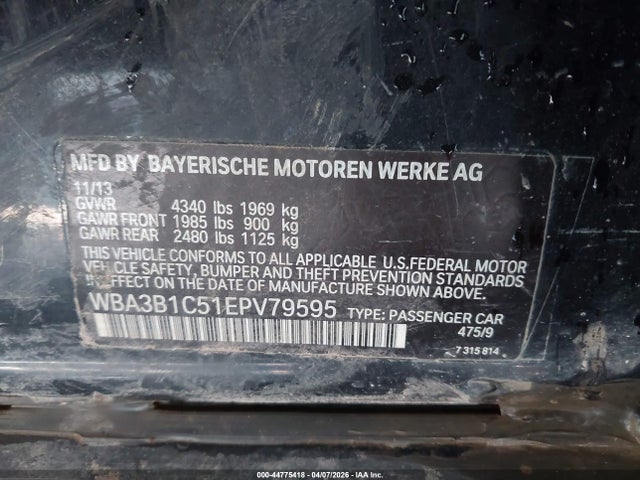 MFD BY BAYERISCHE MOTOREN WERKE AG
11/13
GVWR 4340 lbs 1969 kg
GAWR FRONT 1985 lbs 900 kg
GAWR REAR 2480 lbs 1125 kg
THIS VEHICLE CONFORMS TO ALL APPLICABLE U.S.FEDERAL MOTOR
VEHICLE SAFETY, BUMPER AND THEFT PREVENTION STANDARDS
IN EFFECT ON THE DATE OF MANUFACTURE SHOWN ABOVE.
WBA3B1C51EPV79595 TYPE: PASSENGER CAR
475/9
7 315 814
000-44775418 | 04/07/2026 - IAA Inc.